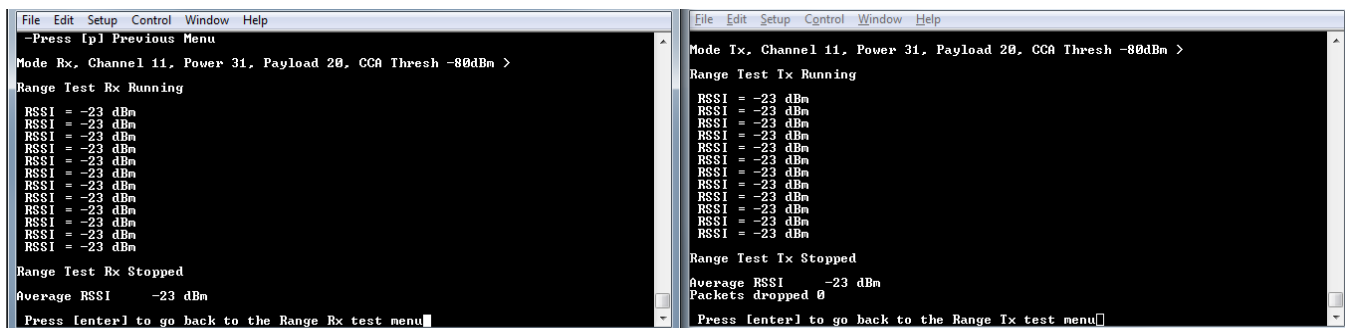 File Edit Setup Control Window Help
-Press [p] Previous Menu
Mode Rx, Channel 11, Power 31, Payload 20, CCA Thresh -80dBm >
Range Test Rx Running
RSSI = -23 dBm
RSSI = -23 dBm
RSSI = -23 dBm
RSSI = -23 dBm
RSSI = -23 dBm
RSSI = -23 dBm
RSSI = -23 dBm
RSSI = -23 dBm
RSSI = -23 dBm
RSSI = -23 dBm
RSSI = -23 dBm
RSSI = -23 dBm
Range Test Rx Stopped
Average RSSI -23 dBm
Press [enter] to go back to the Range Rx test menu
File Edit Setup Control Window Help
Mode Tx, Channel 11, Power 31, Payload 20, CCA Thresh -80dBm >
Range Test Tx Running
RSSI = -23 dBm
RSSI = -23 dBm
RSSI = -23 dBm
RSSI = -23 dBm
RSSI = -23 dBm
RSSI = -23 dBm
RSSI = -23 dBm
RSSI = -23 dBm
RSSI = -23 dBm
RSSI = -23 dBm
RSSI = -23 dBm
RSSI = -23 dBm
Range Test Tx Stopped
Average RSSI -23 dBm
Packets dropped 0
Press [enter] to go back to the Range Tx test menu